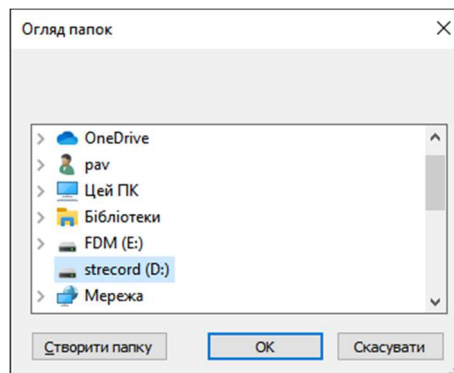 Огляд папок
OneDrive
pav
Цей ПК
Бібліотеки
FDM (E:)
strecord (D:)
Мережа
Створити папку
OK
Скасувати